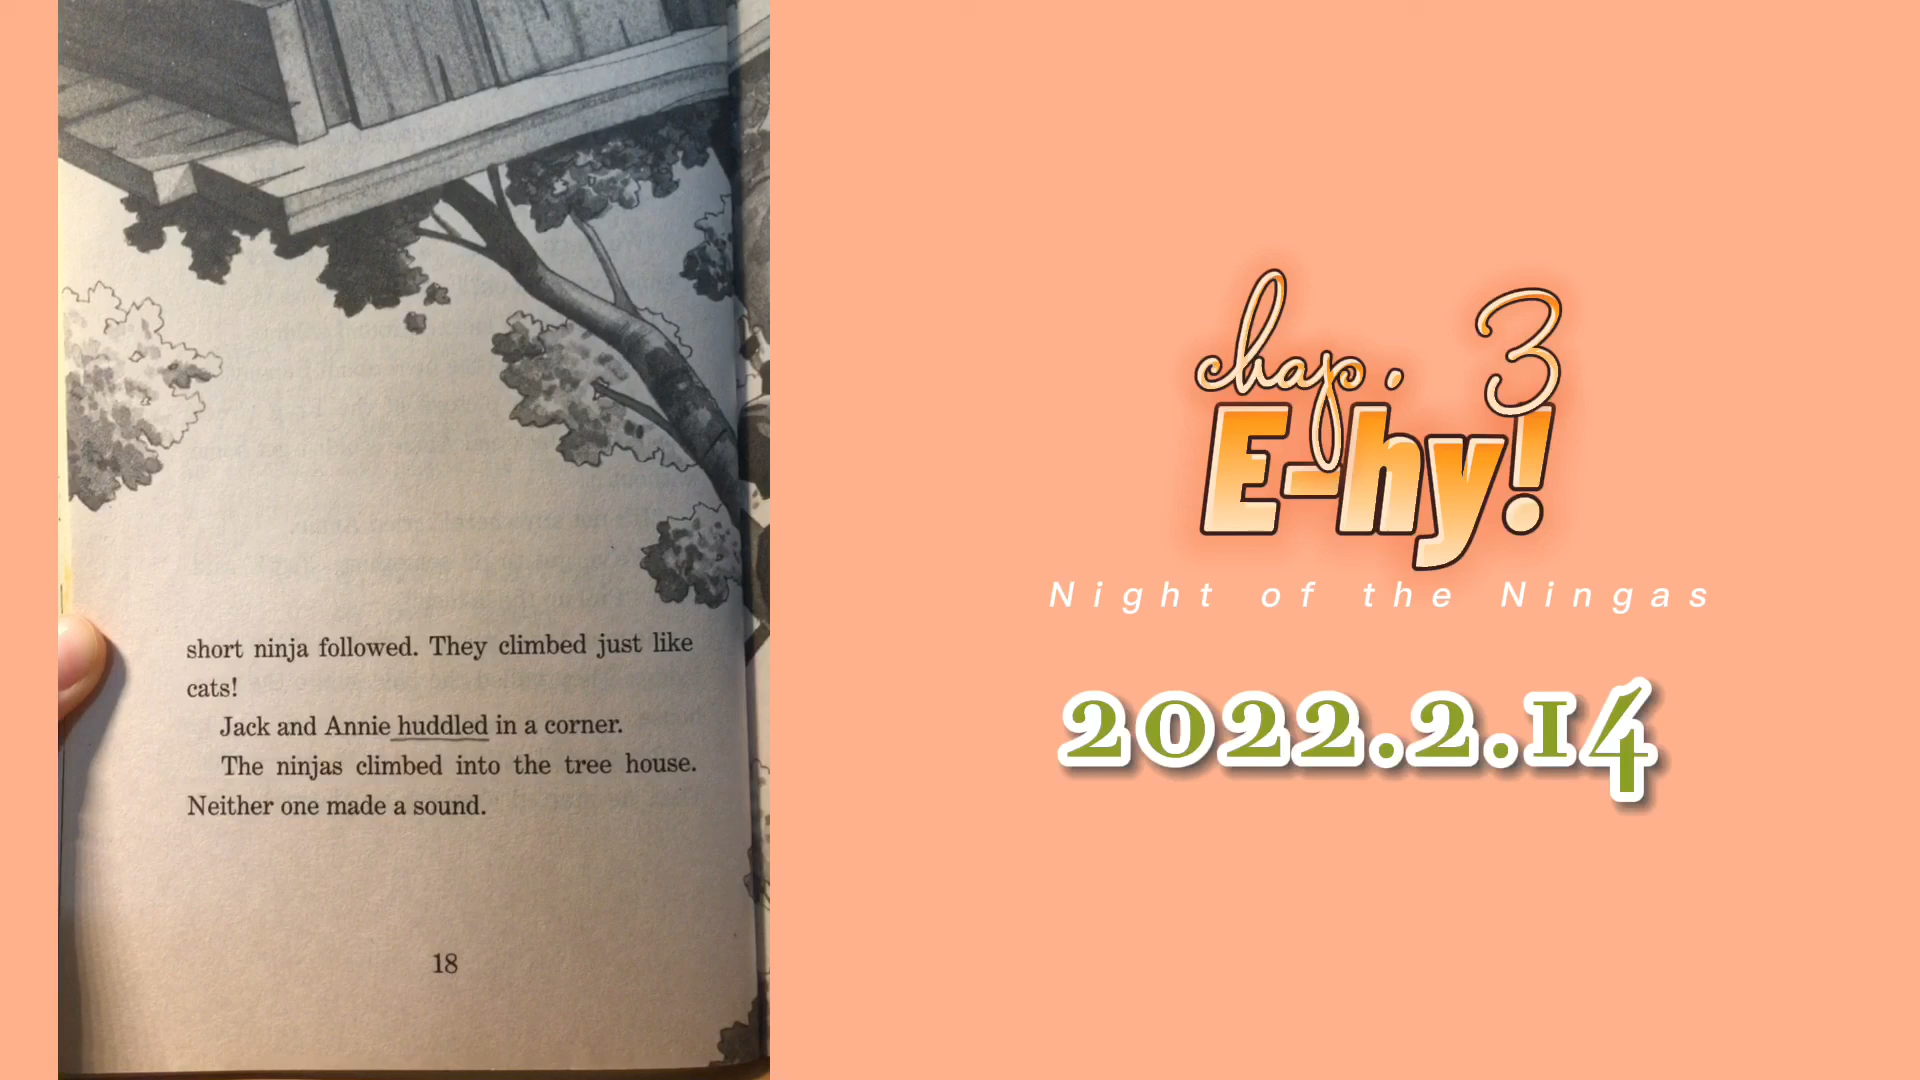 short ninja followed. They climbed just like
cats!
Jack and Annie huddled in a corner.
The ninjas climbed into the tree house.
Neither one made a sound.
18
chap. 3
E-hy!
Night of the Ningas
2022.2.14